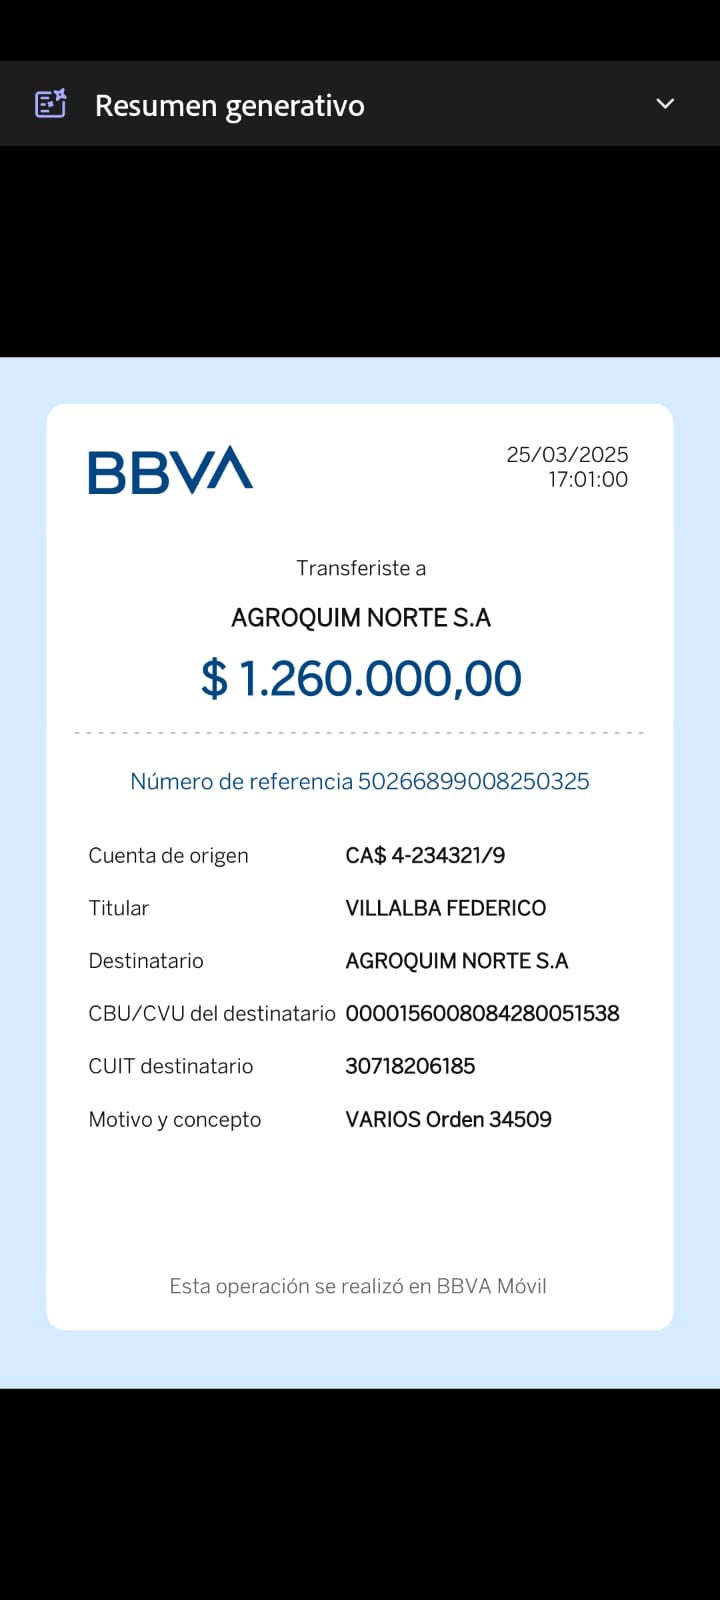 Resumen generativo
BBVA
25/03/2025
17:01:00
Transferiste a
AGROQUIM NORTE S.A
$ 1.260.000,00
Número de referencia 50266899008250325
Cuenta de origen CA$ 4-234321/9
Titular VILLALBA FEDERICO
Destinatario AGROQUIM NORTE S.A
CBU/CVU del destinatario 0000156008084280051538
CUIT destinatario 30718206185
Motivo y concepto VARIOS Orden 34509
Esta operación se realizó en BBVA Móvil